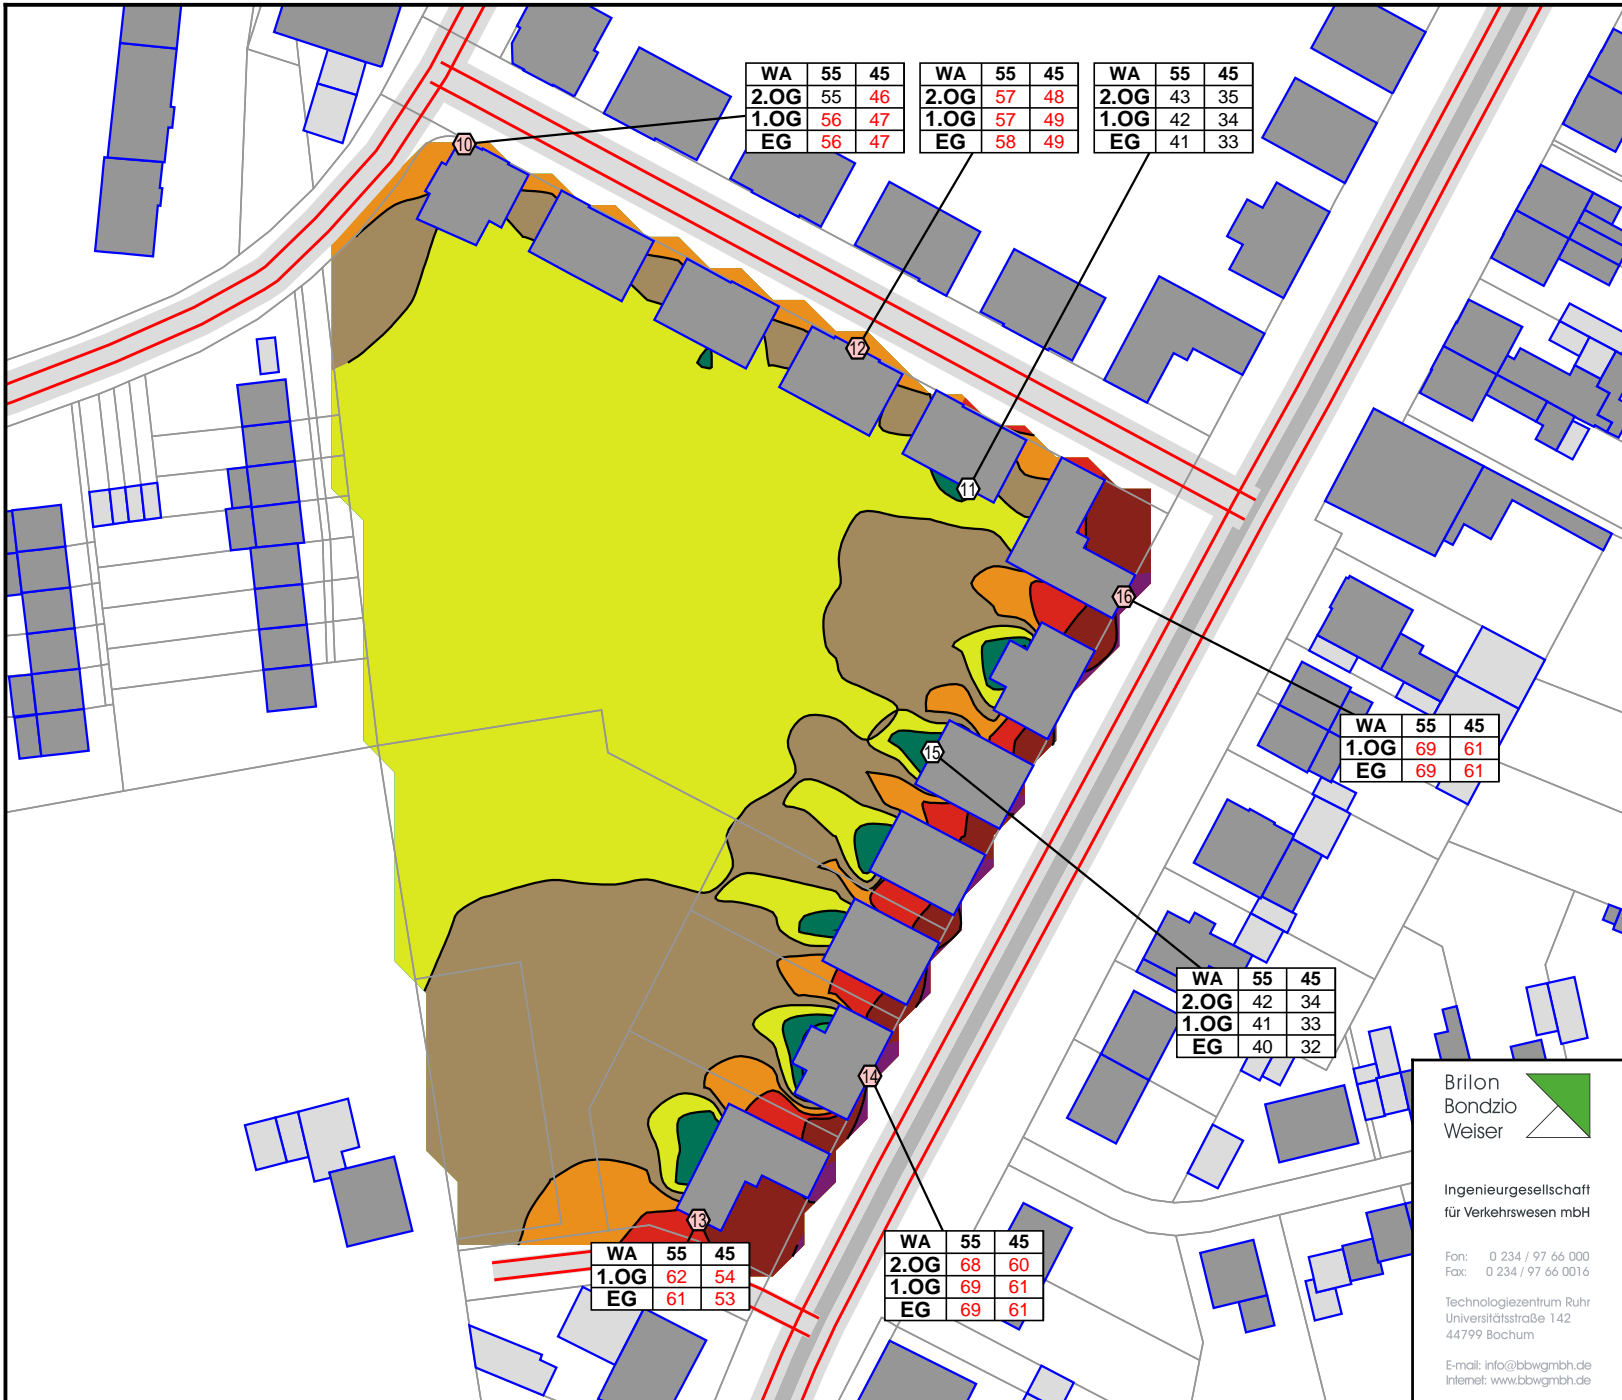 WA 55 45
2.OG 55 46
1.OG 56 47
EG 56 47
WA 55 45
2.OG 57 48
1.OG 57 49
EG 58 49
WA 55 45
2.OG 43 35
1.OG 42 34
EG 41 33
10
12
11
16
WA 55 45
1.OG 69 61
EG 69 61
15
WA 55 45
2.OG 42 34
1.OG 41 33
EG 40 32
14
13
WA 55 45
1.OG 62 54
EG 61 53
WA 55 45
2.OG 68 60
1.OG 69 61
EG 69 61
Brilon
Bondzio
Weiser
Ingenieurgesellschaft
für Verkehrswesen mbH
Fon: 0 234 / 97 66 000
Fax: 0 234 / 97 66 0016
Technologiezentrum Ruhr
Universitätsstraße 142
44799 Bochum
E-mail: info@bbwgmbh.de
Internet: www.bbwgmbh.de